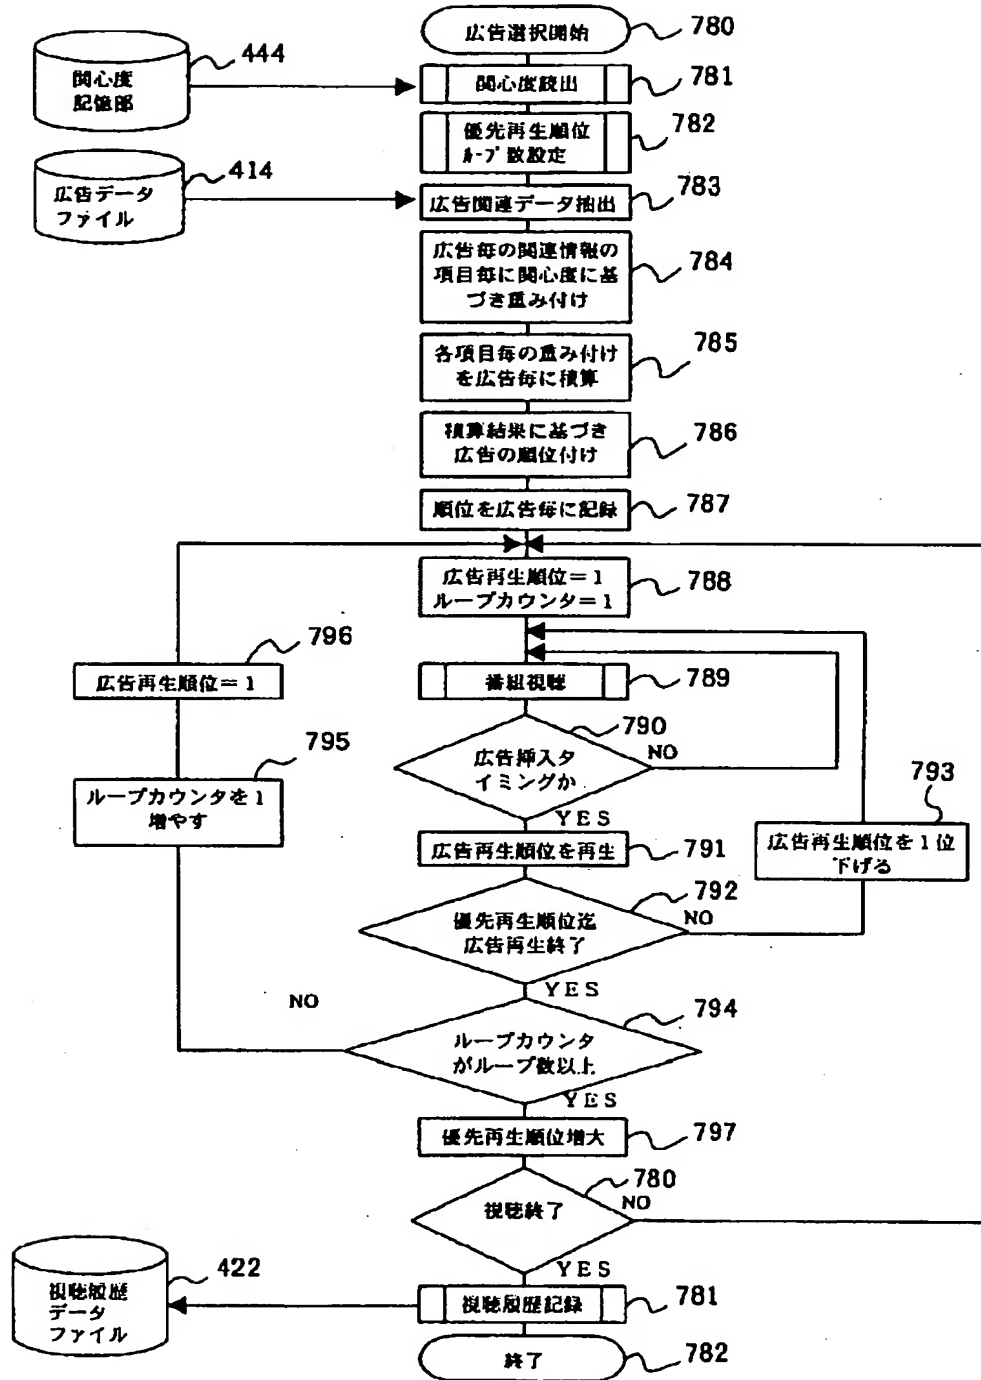 広告選択開始
780
444
関心度
記憶部
関心度読出
781
優先再生順位
ループ数設定
782
414
広告データ
ファイル
広告関連データ抽出
783
広告毎の関連情報の
項目毎に関心度に基
づき重み付け
784
各項目毎の重み付け
を広告毎に積算
785
積算結果に基づき
広告の順位付け
786
順位を広告毎に記録
787
広告再生順位=1
ループカウンタ=1
788
796
広告再生順位=1
番組視聴
789
790
広告挿入タ
イミングか
NO
YES
795
ループカウンタを1
増やす
793
広告再生順位を1位
下げる
広告再生順位を再生
791
792
優先再生順位迄
広告再生終了
NO
YES
NO
794
ループカウンタ
がループ数以上
YES
優先再生順位増大
797
780
視聴終了
NO
YES
422
視聴履歴
データ
ファイル
視聴履歴記録
781
終了
782